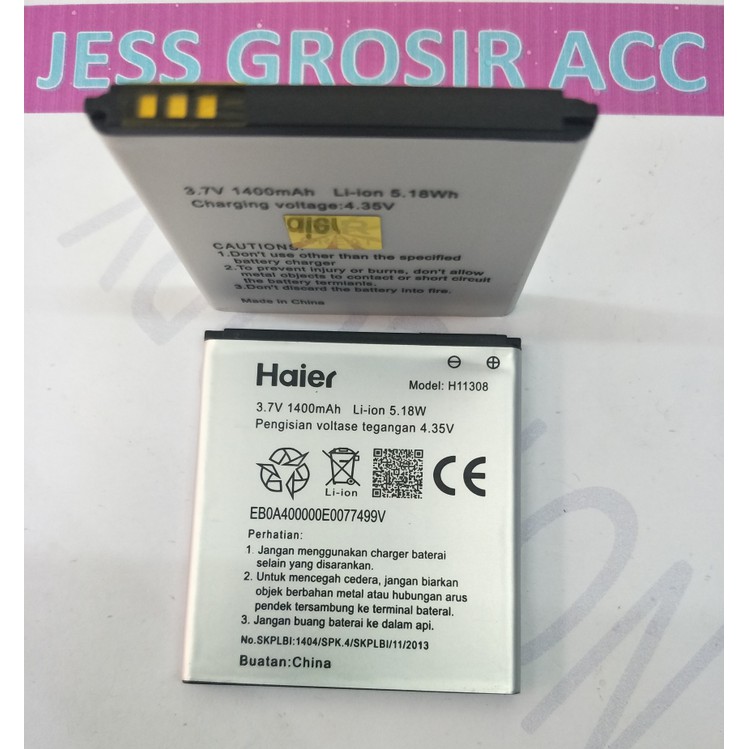 JESS GROSIR ACC
3.7V 1400mAh Li-ion 5.18Wh
Charging voltage:4.35V
Haier
CAUTIONS:
1.Don't use other than the specified
battery charger
2.To prevent injury or burns, don't allow
metal objects to contact or short circuit
the battery termianls.
3.Don't discard the battery into fire.
Made in China
Haier
Model: H11308
3.7V 1400mAh Li-ion 5.18W
Pengisian voltase tegangan 4.35V
Li-ion
CE
EB0A400000E0077499V
Perhatian:
1. Jangan menggunakan charger baterai
selain yang disarankan.
2. Untuk mencegah cedera, jangan biarkan
objek berbahan metal atau hubungan arus
pendek tersambung ke terminal bateral.
3. Jangan buang baterai ke dalam api.
No.SKPLBI:1404/SPK.4/SKPLBI/11/2013
Buatan:China